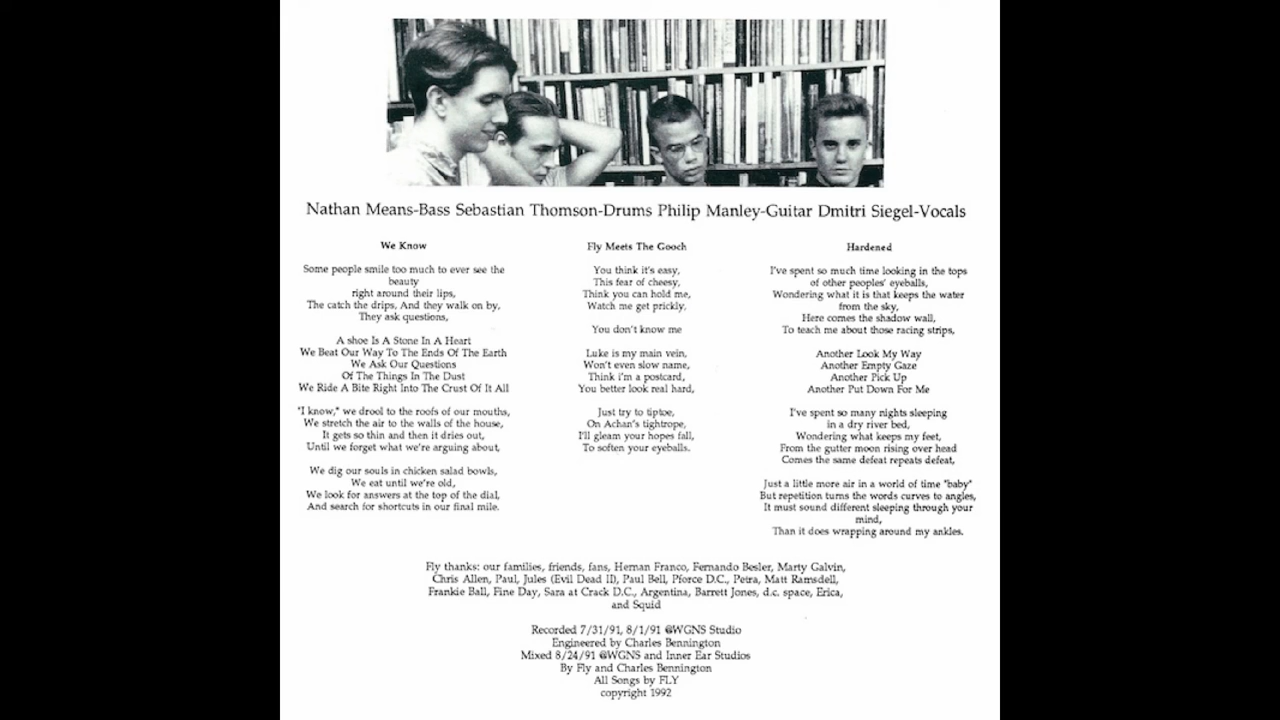 Nathan Means-Bass Sebastian Thomson-Drums Philip Manley-Guitar Dmitri Siegel-Vocals
We Know
Some people smile too much to ever see the
beauty
right around their lips,
The catch the drips, And they walk on by,
They ask questions,
A shoe Is A Stone In A Heart
We Beat Our Way To The Ends Of The Earth
We Ask Our Questions
Of The Things In The Dust
We Ride A Bite Right Into The Crust Of It All
"I know," we drool to the roofs of our mouths,
We stretch the air to the walls of the house,
It gets so thin and then it dries out,
Until we forget what we're arguing about,
We dig our souls in chicken salad bowls,
We eat until we're old,
We look for answers at the top of the dial,
And search for shortcuts in our final mile.
Fly Meets The Gooch
You think it's easy,
This fear of cheesy,
Think you can hold me,
Watch me get prickly,
You don't know me
Luke is my main vein,
Won't even slow name,
Think i'm a postcard,
You better look real hard,
Just try to tiptoe,
On Achan's tightrope,
I'll gleam your hopes fall,
To soften your eyeballs.
Hardened
I've spent so much time looking in the tops
of other peoples' eyeballs,
Wondering what it is that keeps the water
from the sky,
Here comes the shadow wall,
To teach me about those racing strips,
Another Look My Way
Another Empty Gaze
Another Pick Up
Another Put Down For Me
I've spent so many nights sleeping
in a dry river bed,
Wondering what keeps my feet,
From the gutter moon rising over head
Comes the same defeat repeats defeat,
Just a little more air in a world of time "baby"
But repetition turns the words curves to angles,
It must sound different sleeping through your
mind,
Than it does wrapping around my ankles.
Fly thanks: our families, friends, fans, Hernan Franco, Fernando Besler, Marty Galvin,
Chris Allen, Paul, Jules (Evil Dead II), Paul Bell, Pforce D.C., Petra, Matt Ramsdell,
Frankie Ball, Fine Day, Sara at Crack D.C., Argentina, Barrett Jones, d.c. space, Erica,
and Squid
Recorded 7/31/91, 8/1/91 @WGNS Studio
Engineered by Charles Bennington
Mixed 8/24/91 @WGNS and Inner Ear Studios
By Fly and Charles Bennington
All Songs by FLY
copyright 1992